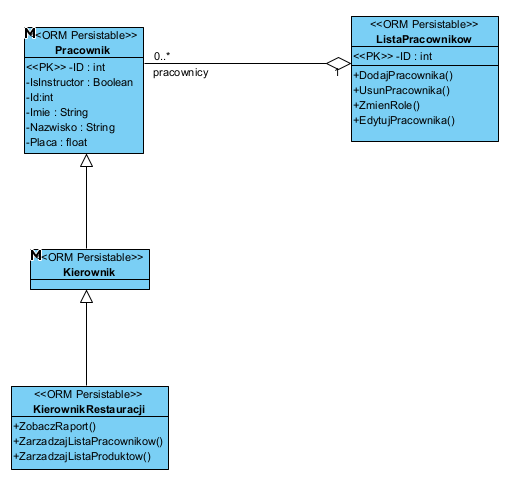 M
<<ORM Persistable>>
Pracownik
<<PK>> -ID : int
-IsInstructor : Boolean
-Id:int
-Imie : String
-Nazwisko : String
-Placa : float
0..*
pracownicy
1
<<ORM Persistable>>
ListaPracownikow
<<PK>> -ID : int
+DodajPracownika()
+UsunPracownika()
+ZmienRole()
+EdytujPracownika()
M
<<ORM Persistable>>
Kierownik
<<ORM Persistable>>
KierownikRestauracji
+ZobaczRaport()
+ZarzadzajListaPracownikow()
+ZarzadzajListaProduktow()